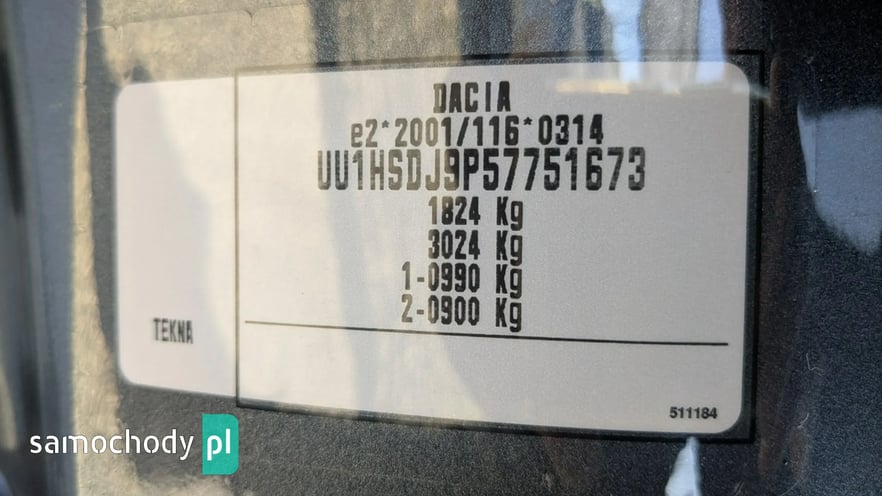 DACIA
e2*2001/116*0314
UU1HSDJ9P57751673
1824 Kg
3024 Kg
1-0990 Kg
2-0900 Kg
TEKNA
511184
samochody pl